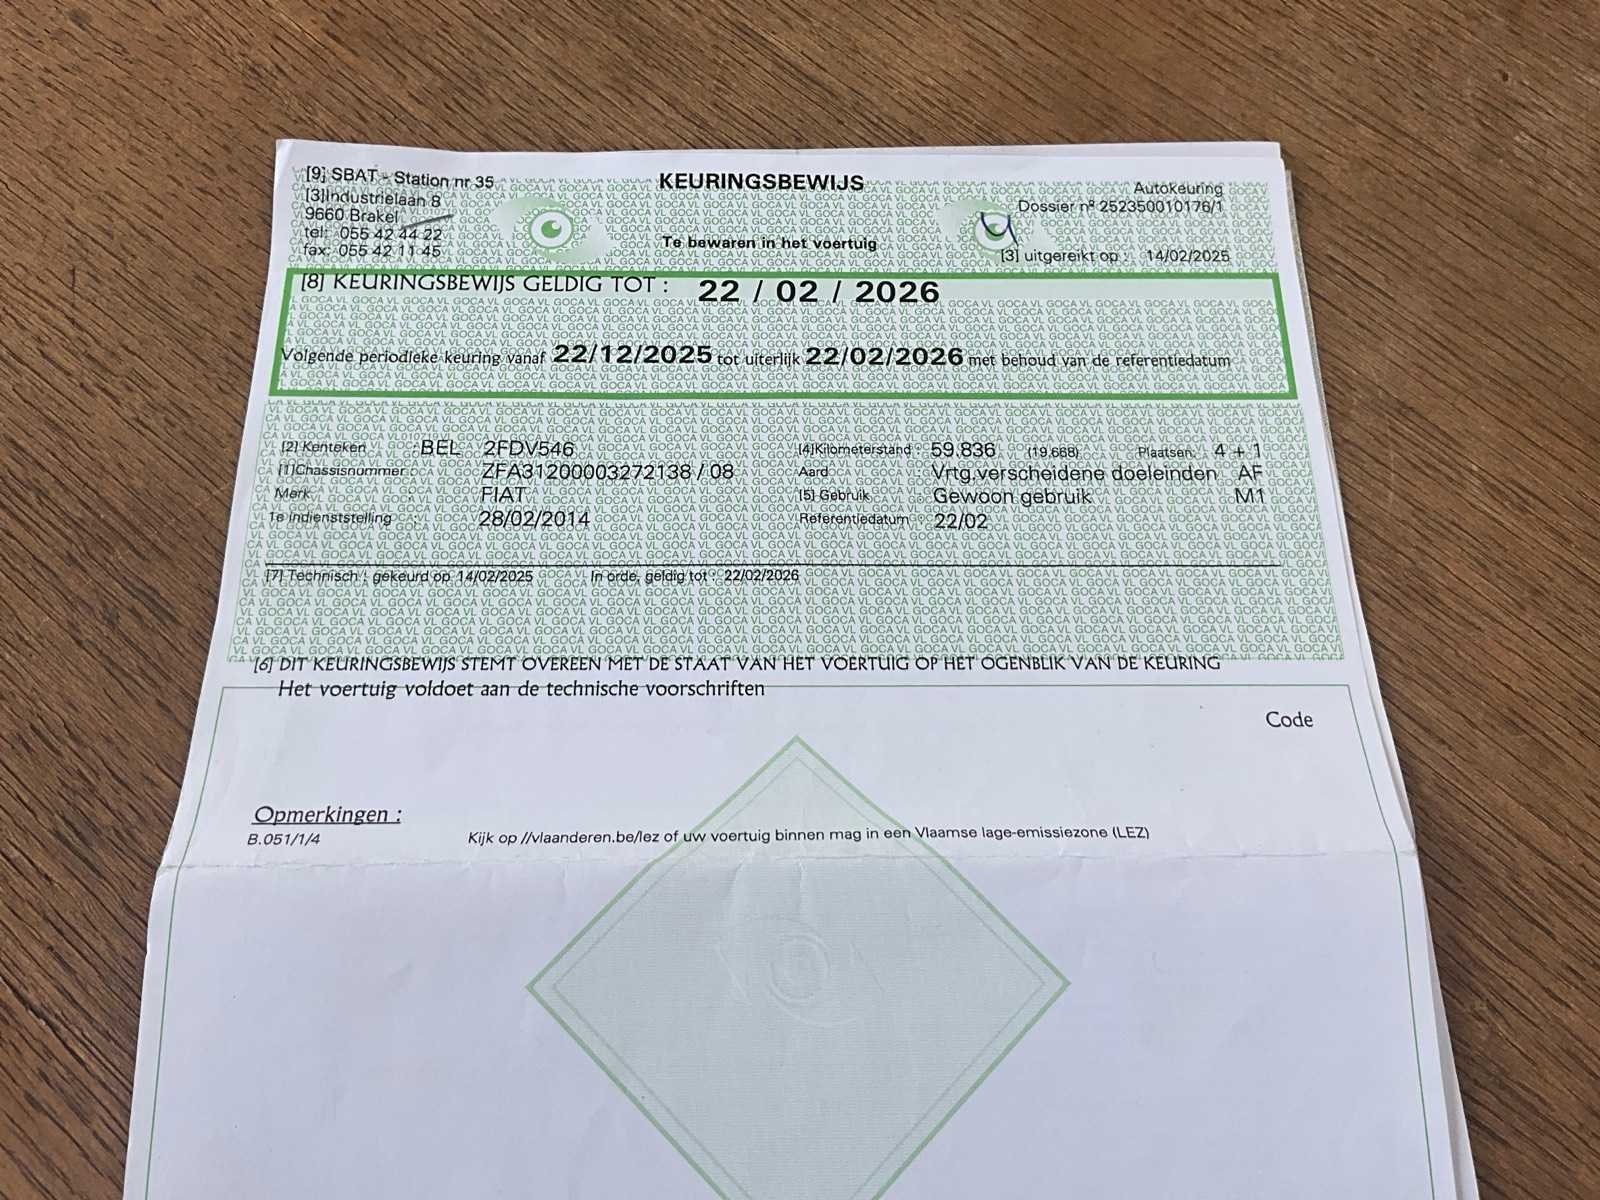 [9] SBAT - Station nr 35
[3]Industrielaan 8
9660 Brakel
tel: 055 42 44 22
fax: 055 42 11 45
KEURINGSBEWIJS
Te bewaren in het voertuig
Autokeuring
Dossier nº 252350010176/1
[3] uitgereikt op : 14/02/2025
[8] KEURINGSBEWIJS GELDIG TOT : 22 / 02 / 2026
Volgende periodieke keuring vanaf 22/12/2025 tot uiterlijk 22/02/2026 met behoud van de referentiedatum
[2] Kenteken : BEL 2FDV546 [4]Kilometerstand : 59.836 (19.668) Plaatsen: 4 + 1
[1]Chassisnummer: ZFA31200003272138 / 08 Aard : Vrtg.verscheidene doeleinden AF
Merk : FIAT [5] Gebruik : Gewoon gebruik M1
Te Indienststelling : 28/02/2014 Referentiedatum : 22/02
[7] Technisch : gekeurd op 14/02/2025 In orde, geldig tot : 22/02/2026
[6] DIT KEURINGSBEWIJS STEMT OVEREEN MET DE STAAT VAN HET VOERTUIG OP HET OGENBLIK VAN DE KEURING
Het voertuig voldoet aan de technische voorschriften
Code
Opmerkingen :
B.051/1/4 Kijk op //vlaanderen.be/lez of uw voertuig binnen mag in een Vlaamse lage-emissiezone (LEZ)